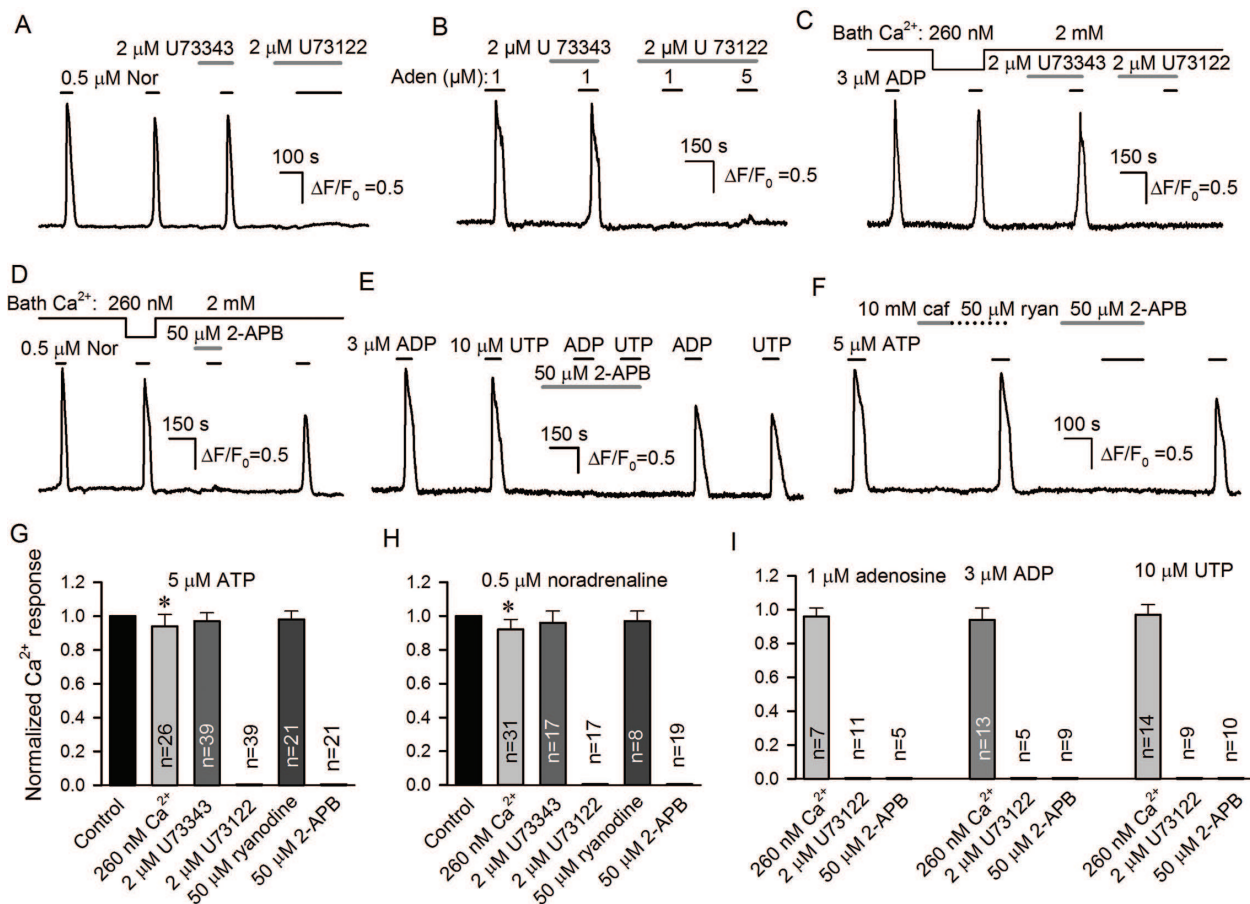 A
2 μM U73343 2 μM U73122
0.5 μM Nor
100 s
ΔF/F0 =0.5
B
2 μM U 73343 2 μM U 73122
Aden (μM): 1 1 1 5
150 s
ΔF/F0 =0.5
C
Bath Ca2+: 260 nM 2 mM
2 μM U73343 2 μM U73122
3 μM ADP
150 s
ΔF/F0=0.5
D
Bath Ca2+: 260 nM 2 mM
50 μM 2-APB
0.5 μM Nor
150 s
ΔF/F0=0.5
E
3 μM ADP 10 μM UTP ADP UTP ADP UTP
50 μM 2-APB
150 s
ΔF/F0=0.5
F
10 mM caf 50 μM ryan 50 μM 2-APB
5 μM ATP
100 s
ΔF/F0=0.5
G
5 μM ATP
Normalized Ca2+ response
1.2
1.0
0.8
0.6
0.4
0.2
0.0
*
n=26
n=39
n=39
n=21
n=21
Control
260 nM Ca2+
2 μM U73343
2 μM U73122
50 μM ryanodine
50 μM 2-APB
H
0.5 μM noradrenaline
1.2
1.0
0.8
0.6
0.4
0.2
0.0
*
n=31
n=17
n=17
n=8
n=19
Control
260 nM Ca2+
2 μM U73343
2 μM U73122
50 μM ryanodine
50 μM 2-APB
I
1 μM adenosine 3 μM ADP 10 μM UTP
1.2
1.0
0.8
0.6
0.4
0.2
0.0
n=7
n=11
n=5
n=13
n=5
n=9
n=14
n=9
n=10
260 nM Ca2+
2 μM U73122
50 μM 2-APB
260 nM Ca2+
2 μM U73122
50 μM 2-APB
260 nM Ca2+
2 μM U73122
50 μM 2-APB